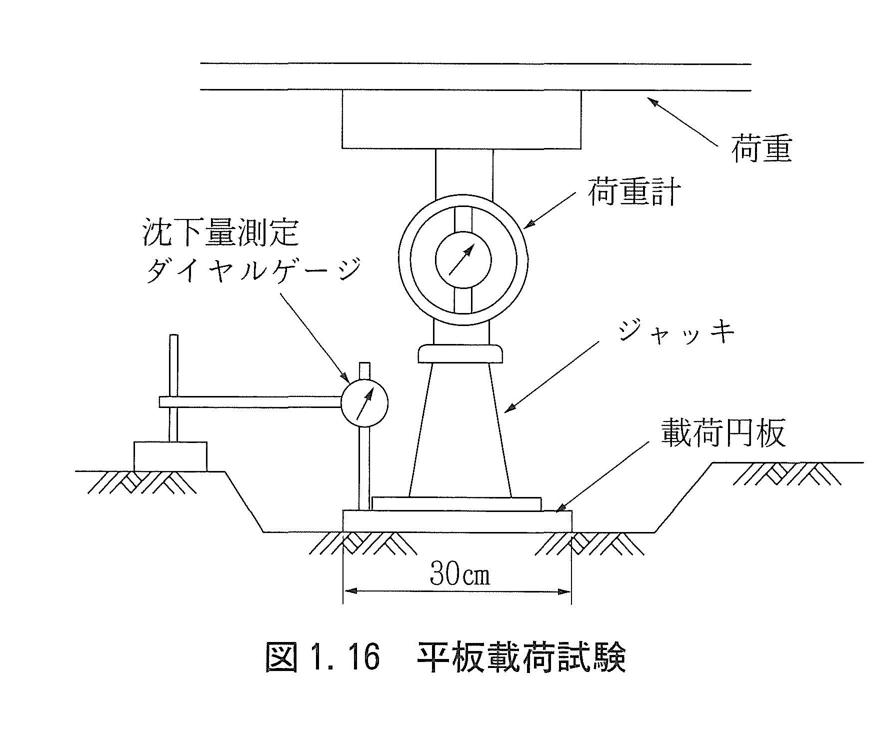 荷重
荷重計
沈下量測定
ダイヤルゲージ
ジャッキ
載荷円板
30cm
図1.16 平板載荷試験